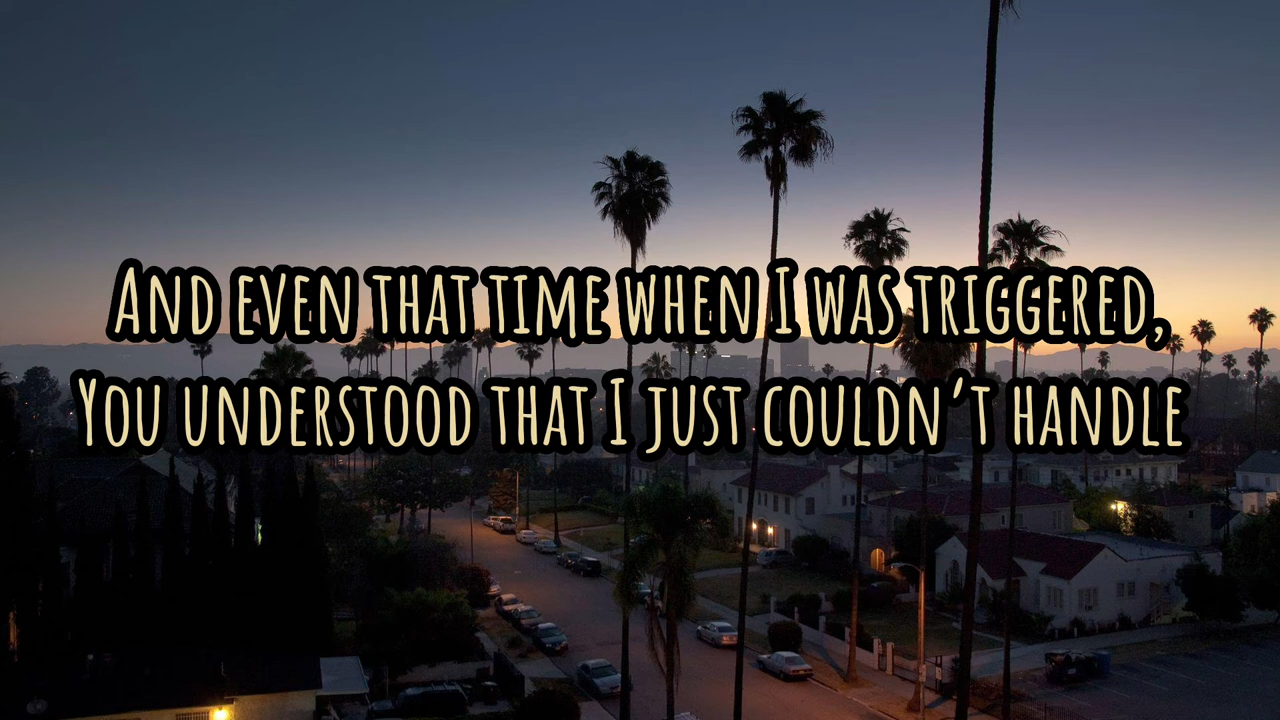 And even that time when I was triggered,
You understood that I just couldn’t handle